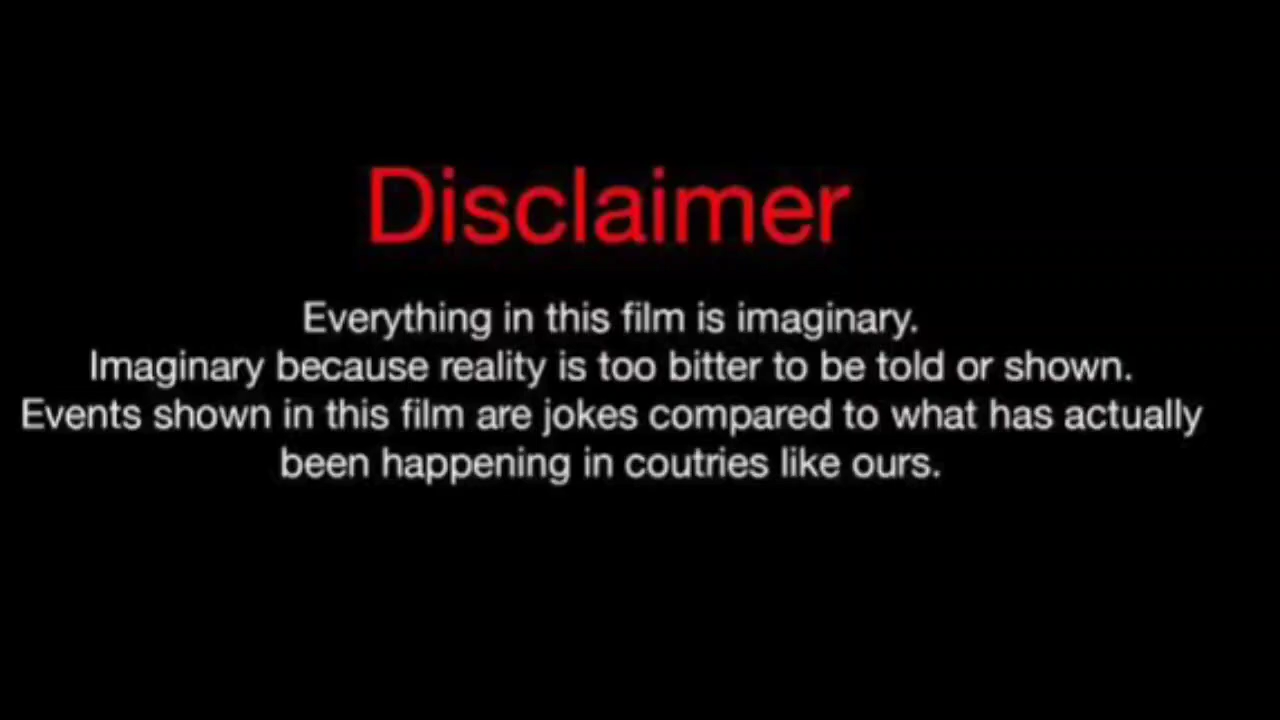 Disclaimer
Everything in this film is imaginary.
Imaginary because reality is too bitter to be told or shown.
Events shown in this film are jokes compared to what has actually
been happening in coutries like ours.